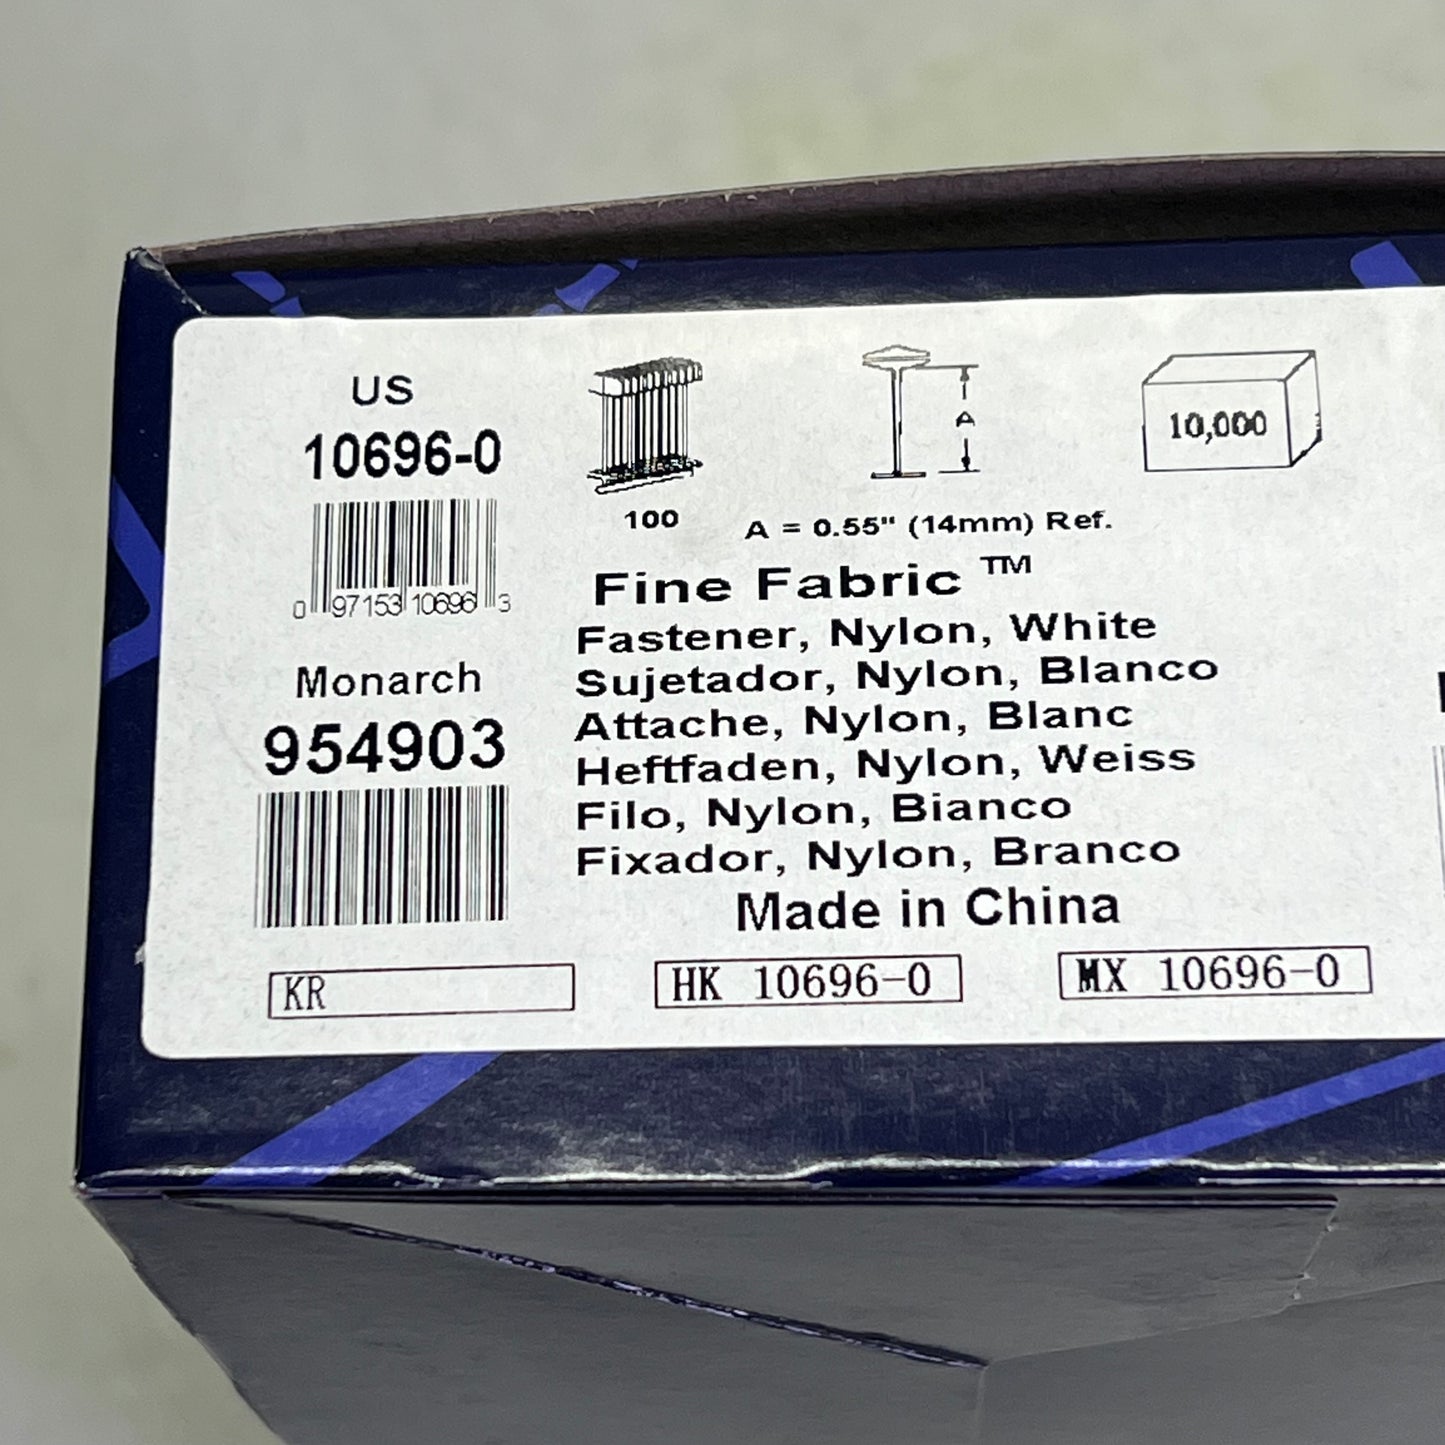 US
10696-0
0 97153 10696 3
Monarch
954903
100
A
A = 0.55" (14mm) Ref.
10,000
Fine Fabric ™
Fastener, Nylon, White
Sujetador, Nylon, Blanco
Attache, Nylon, Blanc
Heftfaden, Nylon, Weiss
Filo, Nylon, Bianco
Fixador, Nylon, Branco
Made in China
KR
HK 10696-0
MX 10696-0